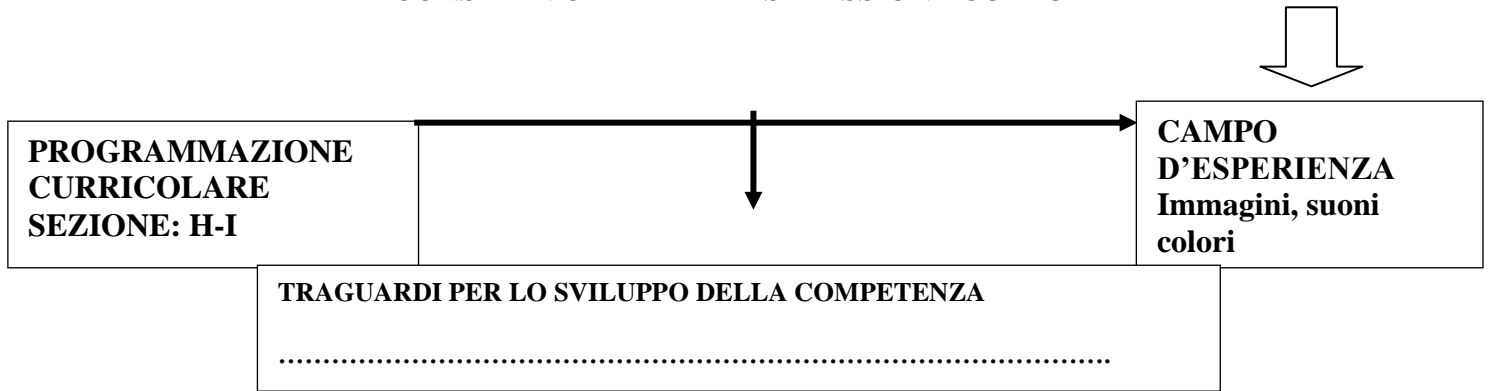 PROGRAMMAZIONE
CURRICOLARE
SEZIONE: H-I
CAMPO
D’ESPERIENZA
Immagini, suoni
colori
TRAGUARDI PER LO SVILUPPO DELLA COMPETENZA
………………………………………………………………………………….